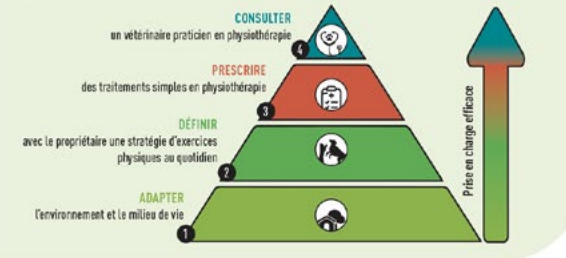 CONSULTER
un vétérinaire praticien en physiothérapie
4
PRESCRIRE
des traitements simples en physiothérapie
3
DÉFINIR
avec le propriétaire une stratégie d'exercices
physiques au quotidien
2
ADAPTER
l'environnement et le milieu de vie
1
Prise en charge efficace